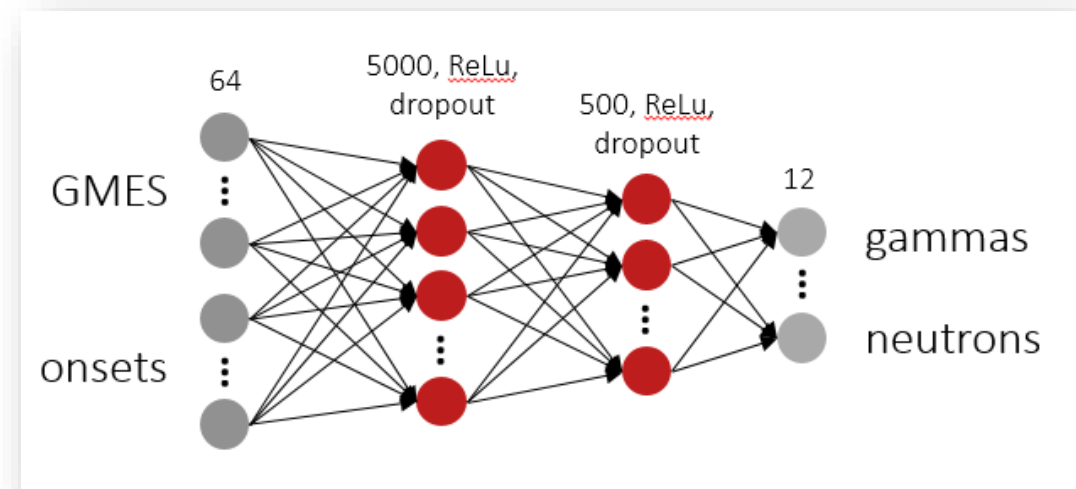 64
5000, ReLu,
dropout
500, ReLu,
dropout
12
GMES
onsets
gammas
neutrons